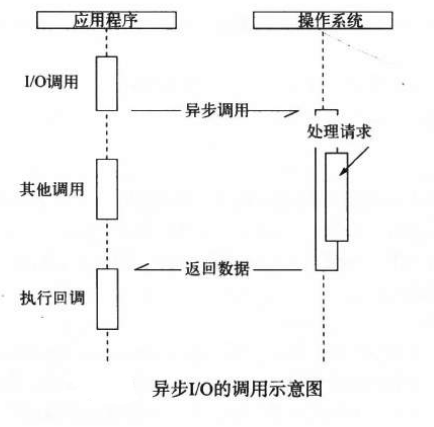 应用程序 操作系统
I/O调用
异步调用
处理请求
其他调用
返回数据
执行回调
异步I/O的调用示意图